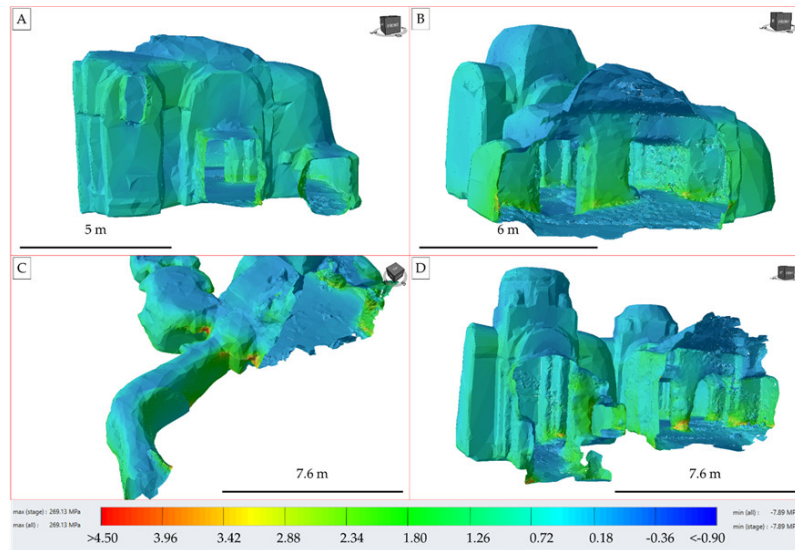 A
B
5 m
6 m
C
D
7.6 m
7.6 m
max (stage) : 269.13 MPa
max (all) : 269.13 MPa
min (all) : -7.89 MPa
min (stage) : -7.89 MPa
>4.50 3.96 3.42 2.88 2.34 1.80 1.26 0.72 0.18 -0.36 <-0.90